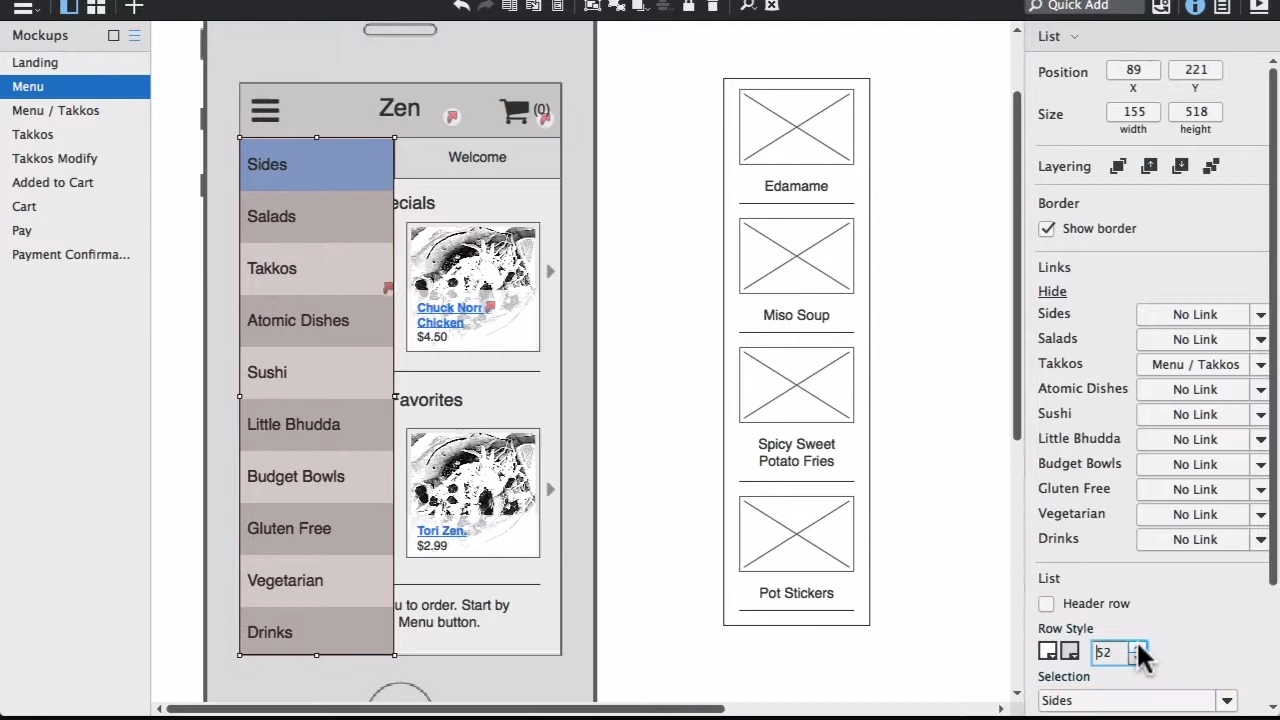 Quick Add
Mockups
Landing
Menu
Menu / Takkos
Takkos
Takkos Modify
Added to Cart
Cart
Pay
Payment Confirma...
Zen
(0)
Sides
Salads
Takkos
Atomic Dishes
Sushi
Little Bhudda
Budget Bowls
Gluten Free
Vegetarian
Drinks
Welcome
ecials
Chuck Norr
Chicken
$4.50
Favorites
Tori Zen.
$2.99
u to order. Start by
Menu button.
Edamame
Miso Soup
Spicy Sweet
Potato Fries
Pot Stickers
List
Position
89
221
X
Y
Size
155
518
width
height
Layering
Border
Show border
Links
Hide
Sides
No Link
Salads
No Link
Takkos
Menu / Takkos
Atomic Dishes
No Link
Sushi
No Link
Little Bhudda
No Link
Budget Bowls
No Link
Gluten Free
No Link
Vegetarian
No Link
Drinks
No Link
List
Header row
Row Style
52
Selection
Sides